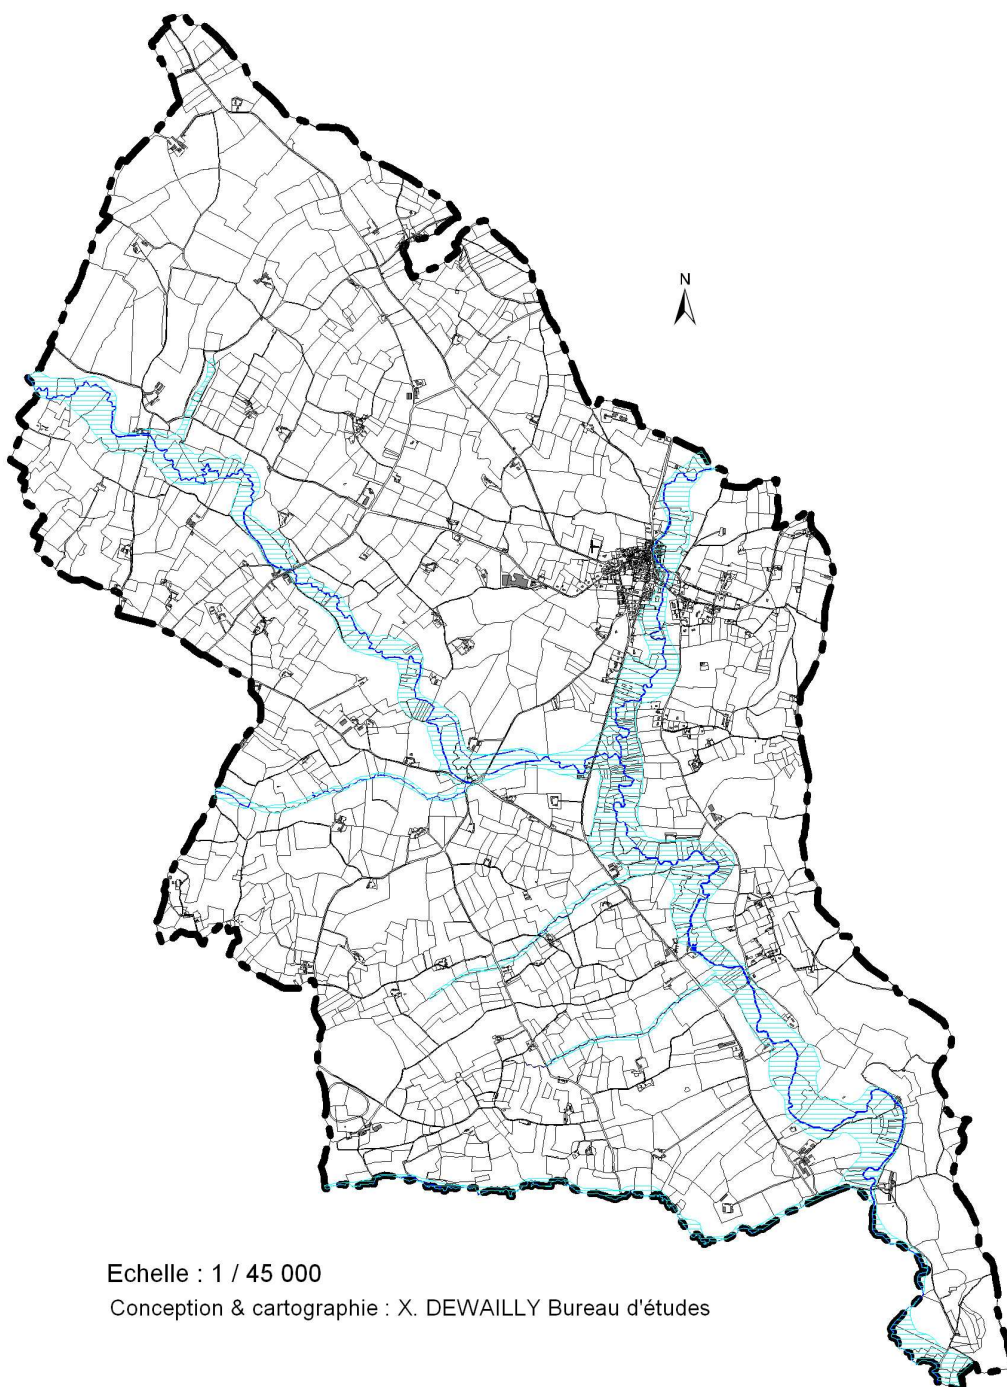 N
Echelle : 1 / 45 000
Conception & cartographie : X. DEWAILLY Bureau d'études